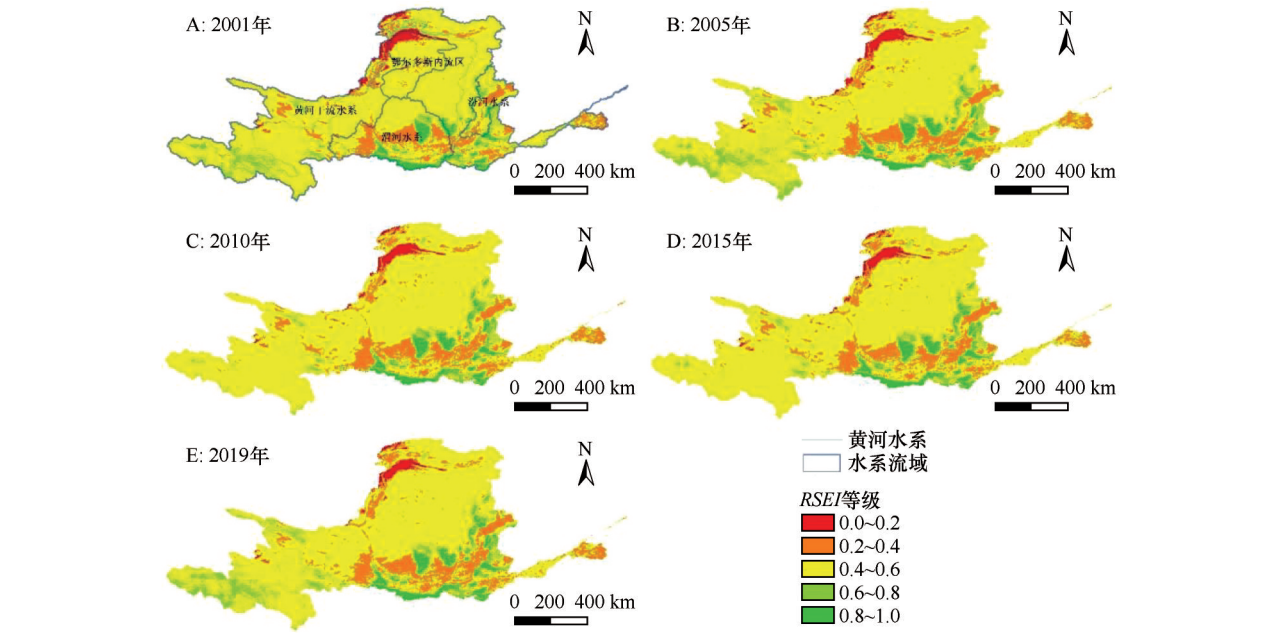 A: 2001年
N
鄂尔多斯内流区
汾河水系
黄河干流水系
渭河水系
0 200 400 km
B: 2005年
N
0 200 400 km
C: 2010年
N
0 200 400 km
D: 2015年
N
0 200 400 km
E: 2019年
N
0 200 400 km
黄河水系
水系流域
RSEI等级
0.0~0.2
0.2~0.4
0.4~0.6
0.6~0.8
0.8~1.0